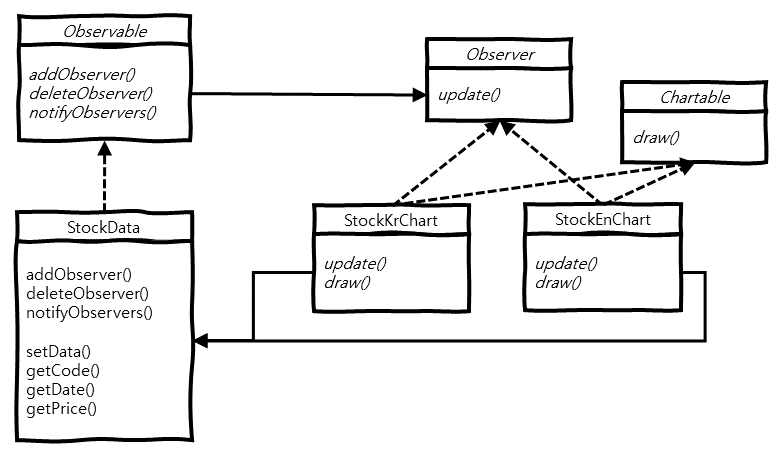 Observable
addObserver()
deleteObserver()
notifyObservers()
Observer
update()
Chartable
draw()
StockData
addObserver()
deleteObserver()
notifyObservers()
setData()
getCode()
getDate()
getPrice()
StockKrChart
update()
draw()
StockEnChart
update()
draw()